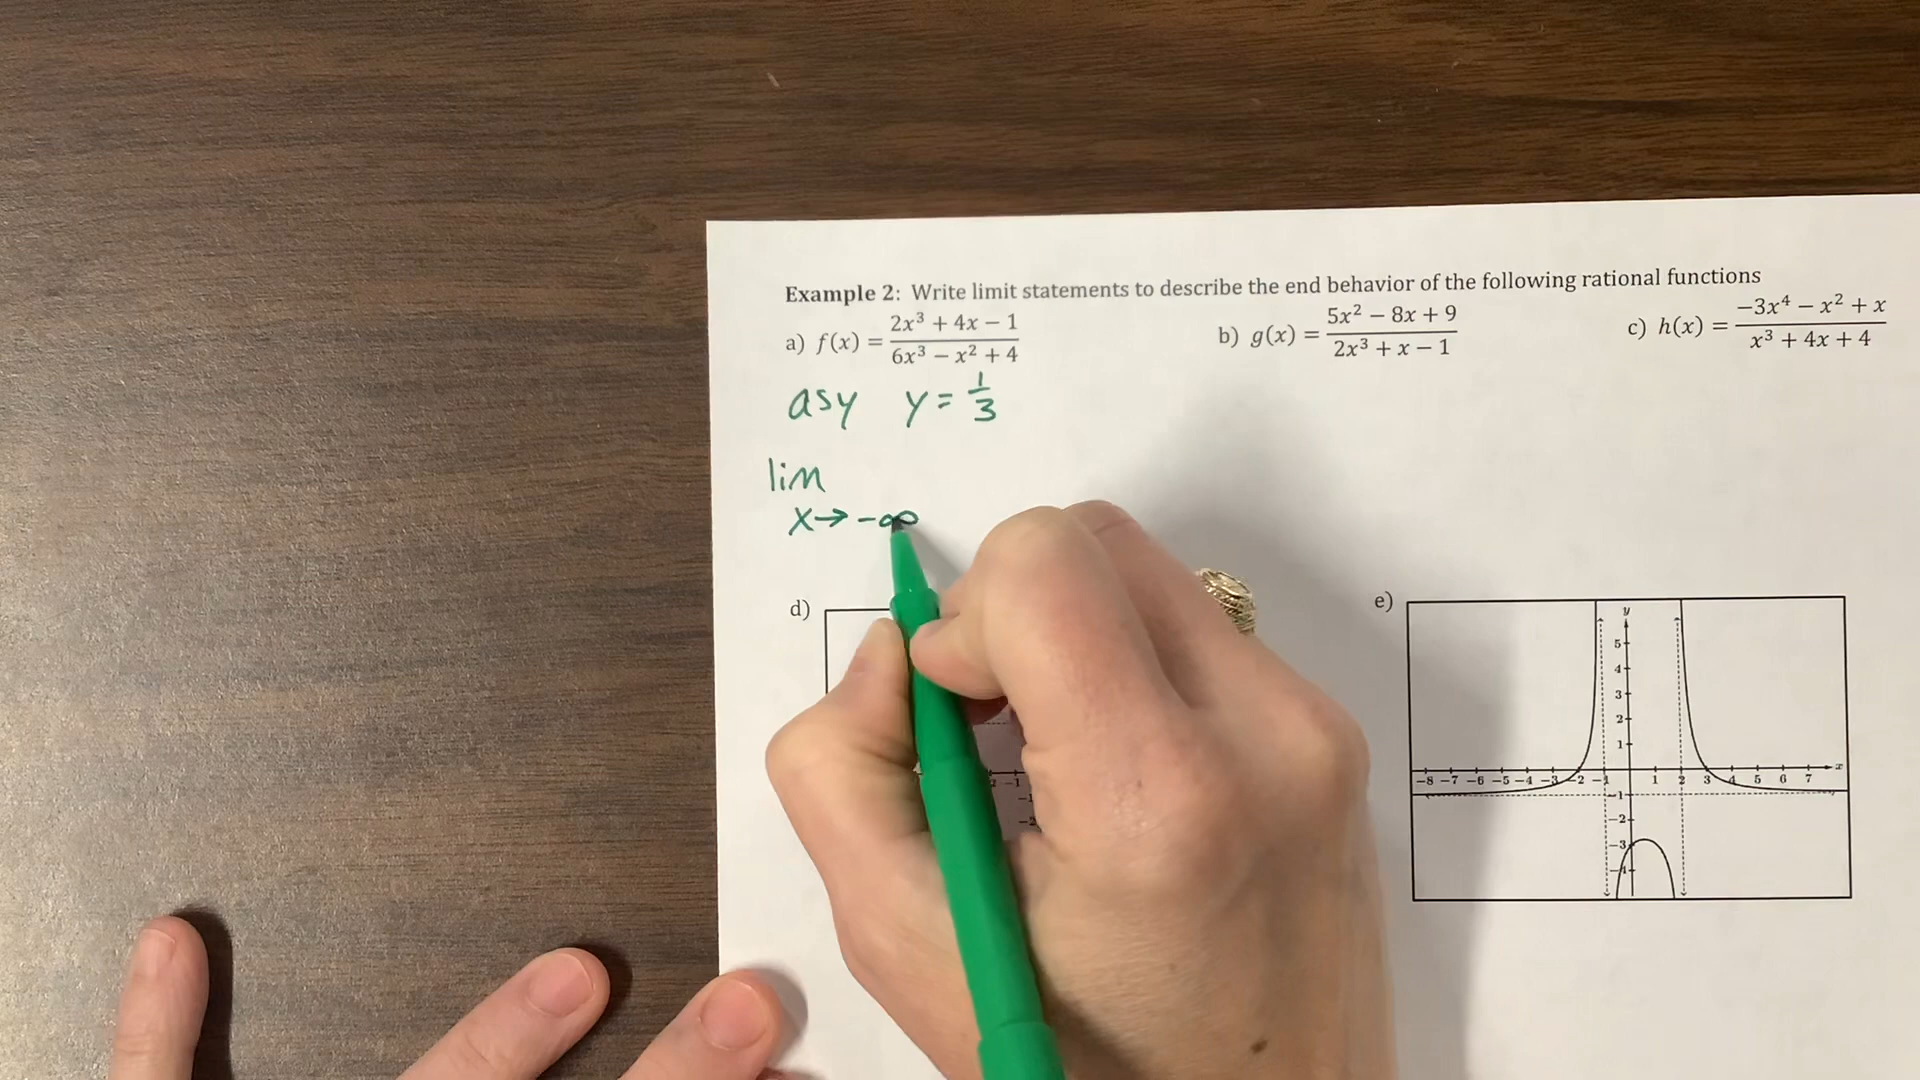 Example 2: Write limit statements to describe the end behavior of the following rational functions
a) f(x) = (2x³ + 4x − 1)/(6x³ − x² + 4)
b) g(x) = (5x² − 8x + 9)/(2x³ + x − 1)
c) h(x) = (−3x⁴ − x² + x)/(x³ + 4x + 4)
asy y = 1/3
lim
x→ -∞
d)
-1
-1
e)
y
5
4
3
2
1
−8 −7 −6 −5 −4 −3 −2 −1 1 2 3 4 5 6 7 x
−1
−2
−3
−4